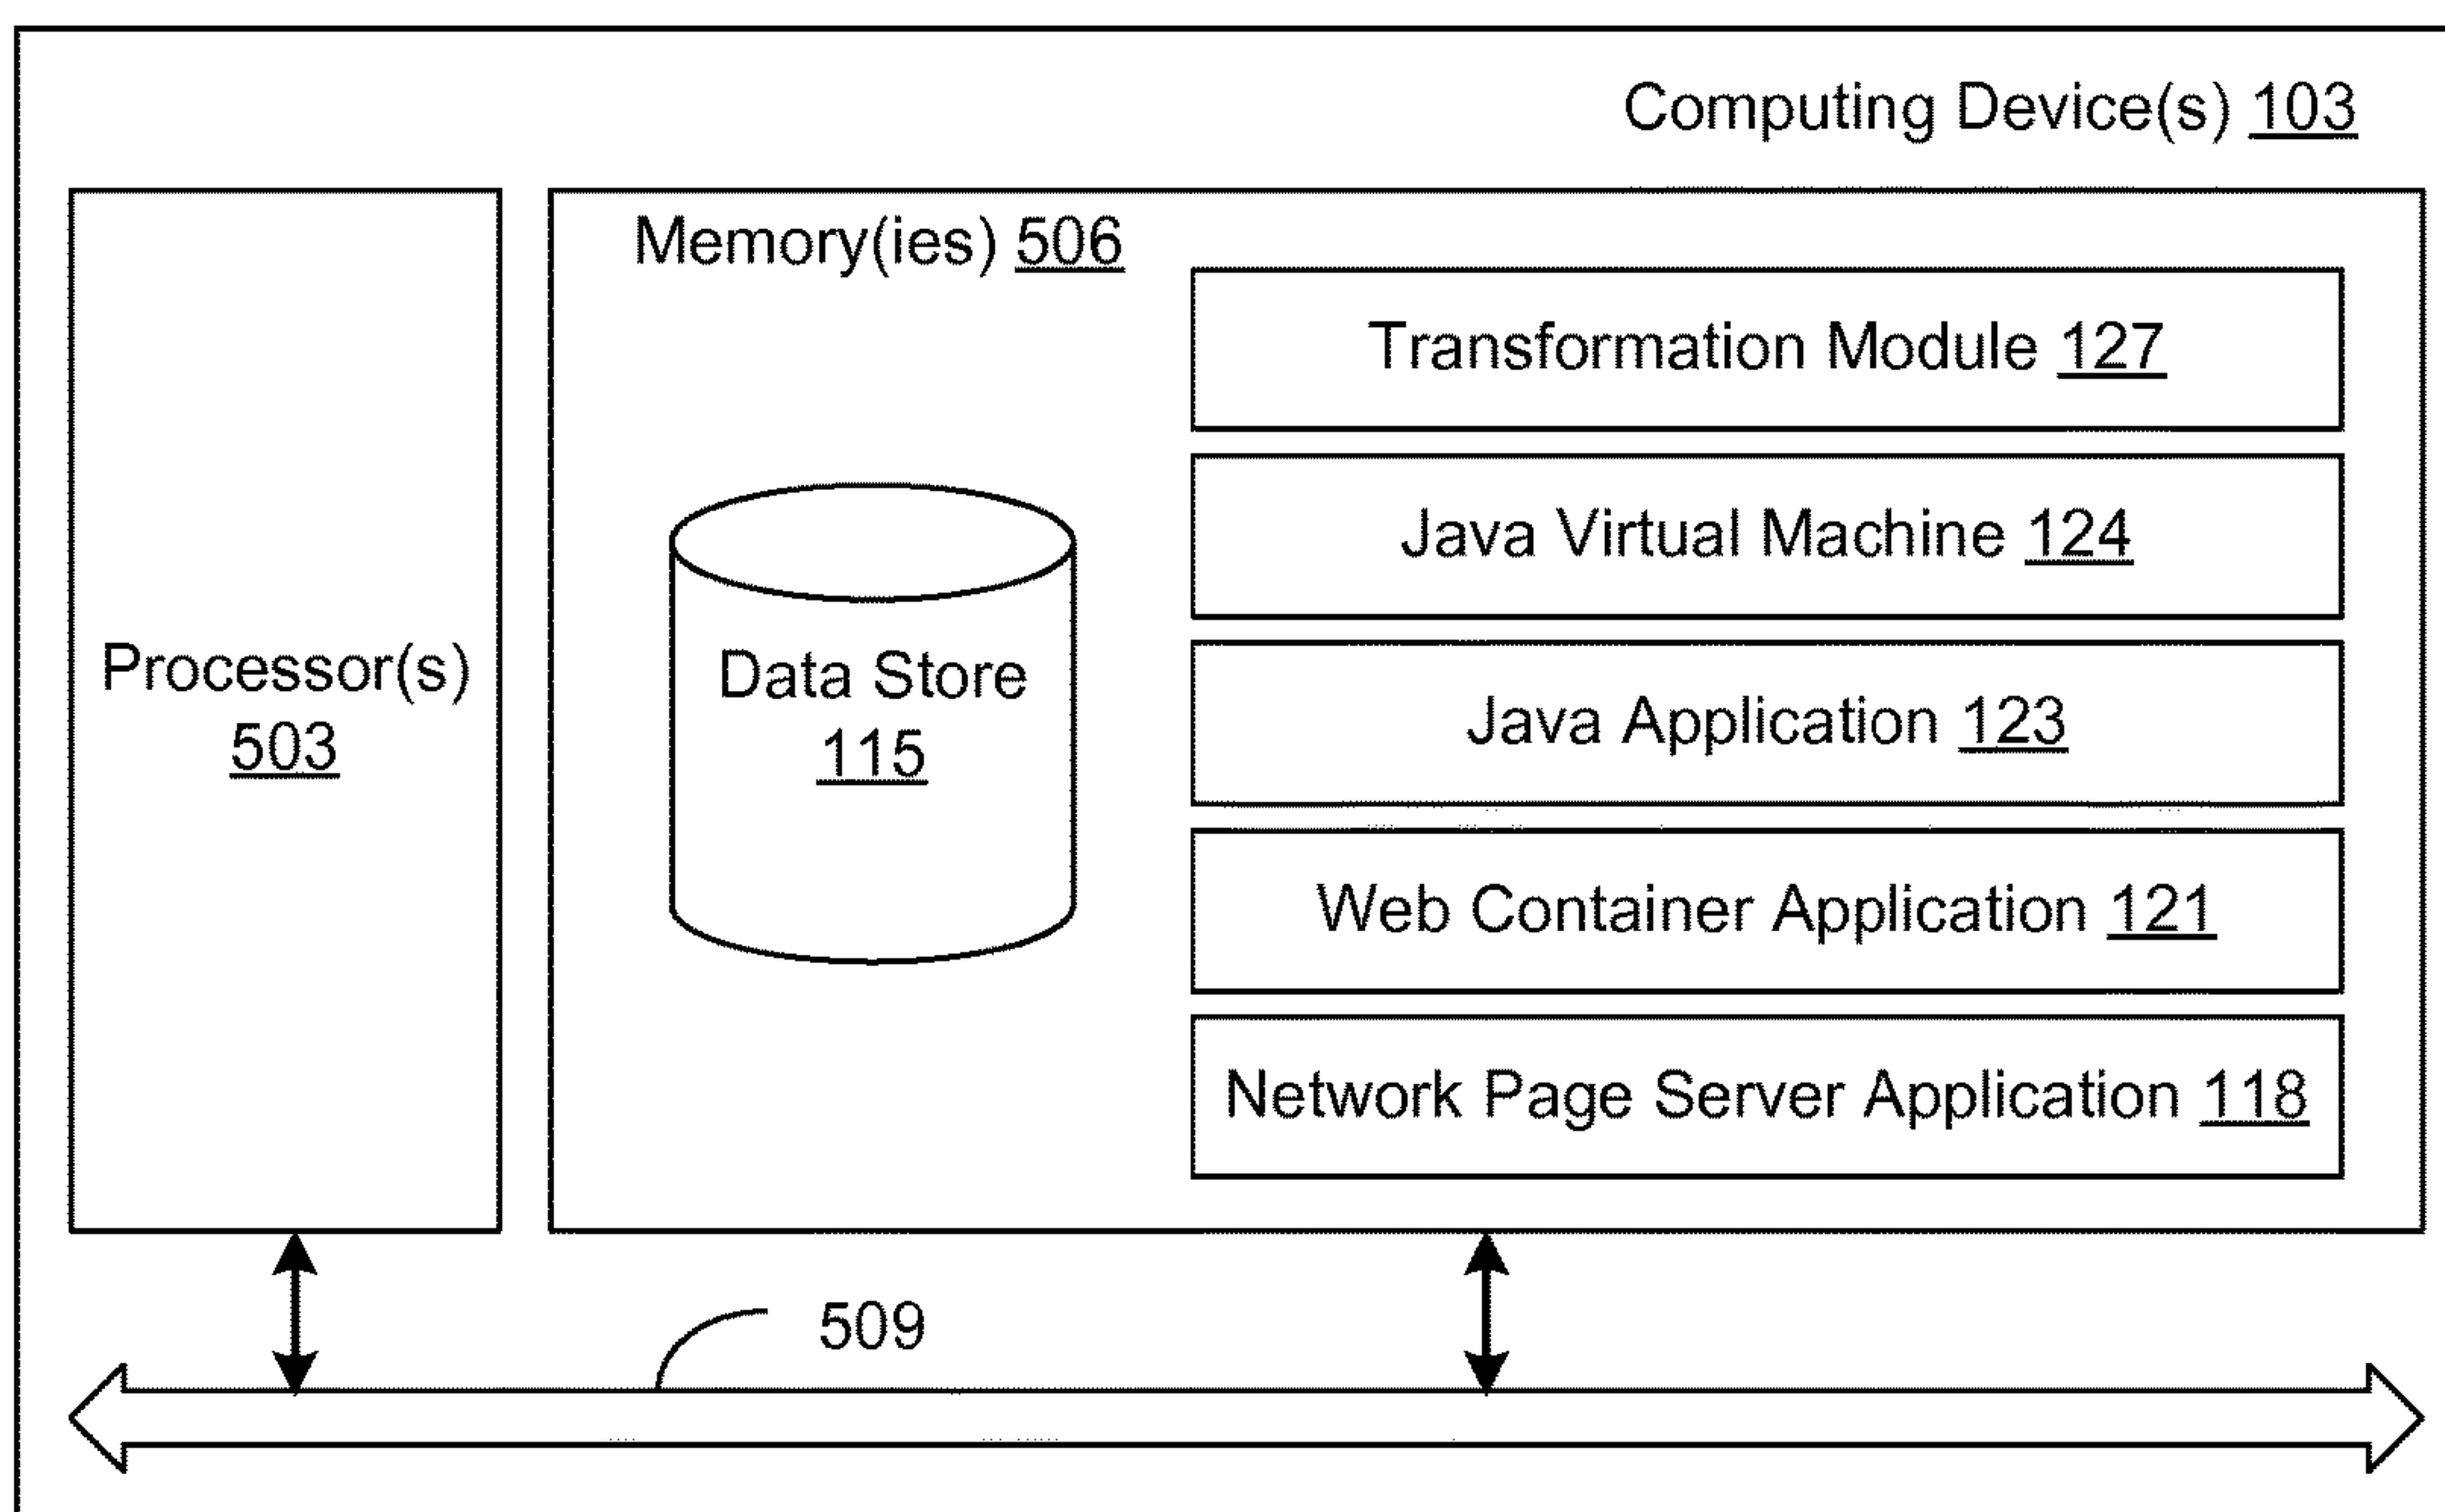 Computing Device(s) 103
Memory(ies) 506
Transformation Module 127
Java Virtual Machine 124
Processor(s)
503
Data Store
115
Java Application 123
Web Container Application 121
Network Page Server Application 118
509